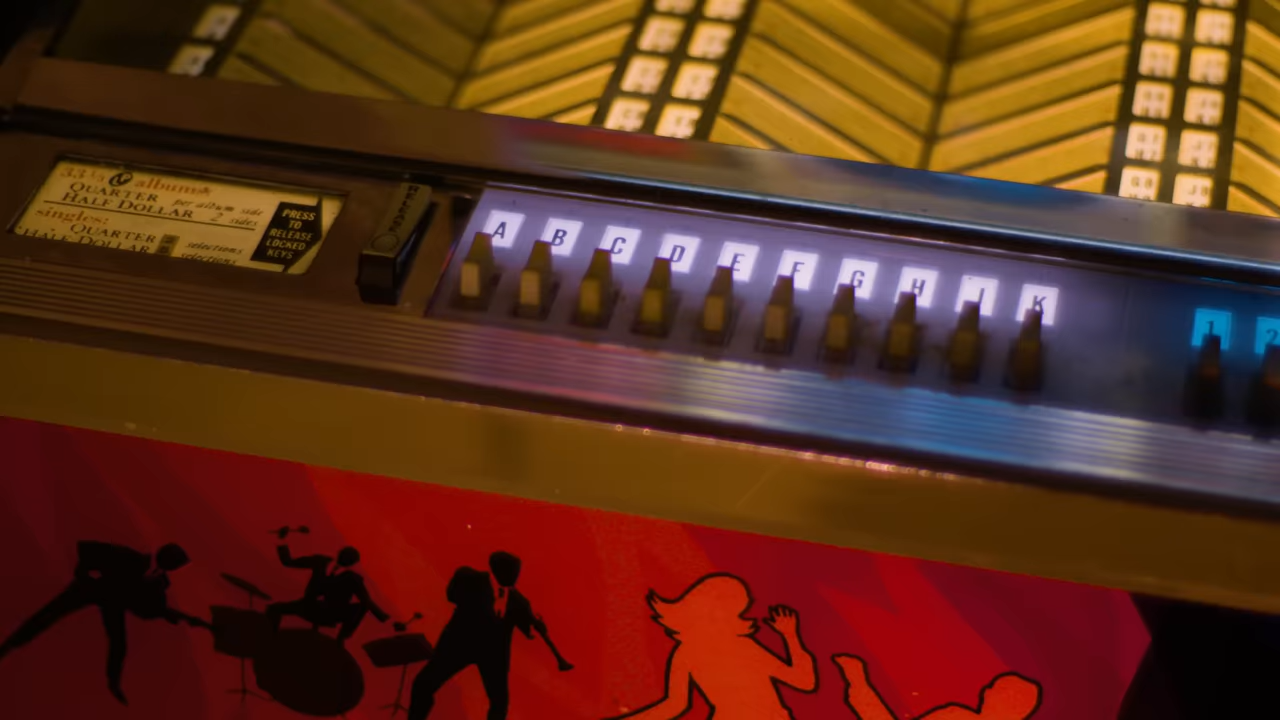 33⅓ albums
QUARTER per album side
HALF DOLLAR 2 sides
singles:
QUARTER selections
HALF DOLLAR selections
PRESS
TO
RELEASE
LOCKED
KEYS
A B C D E F G H J K
1 2